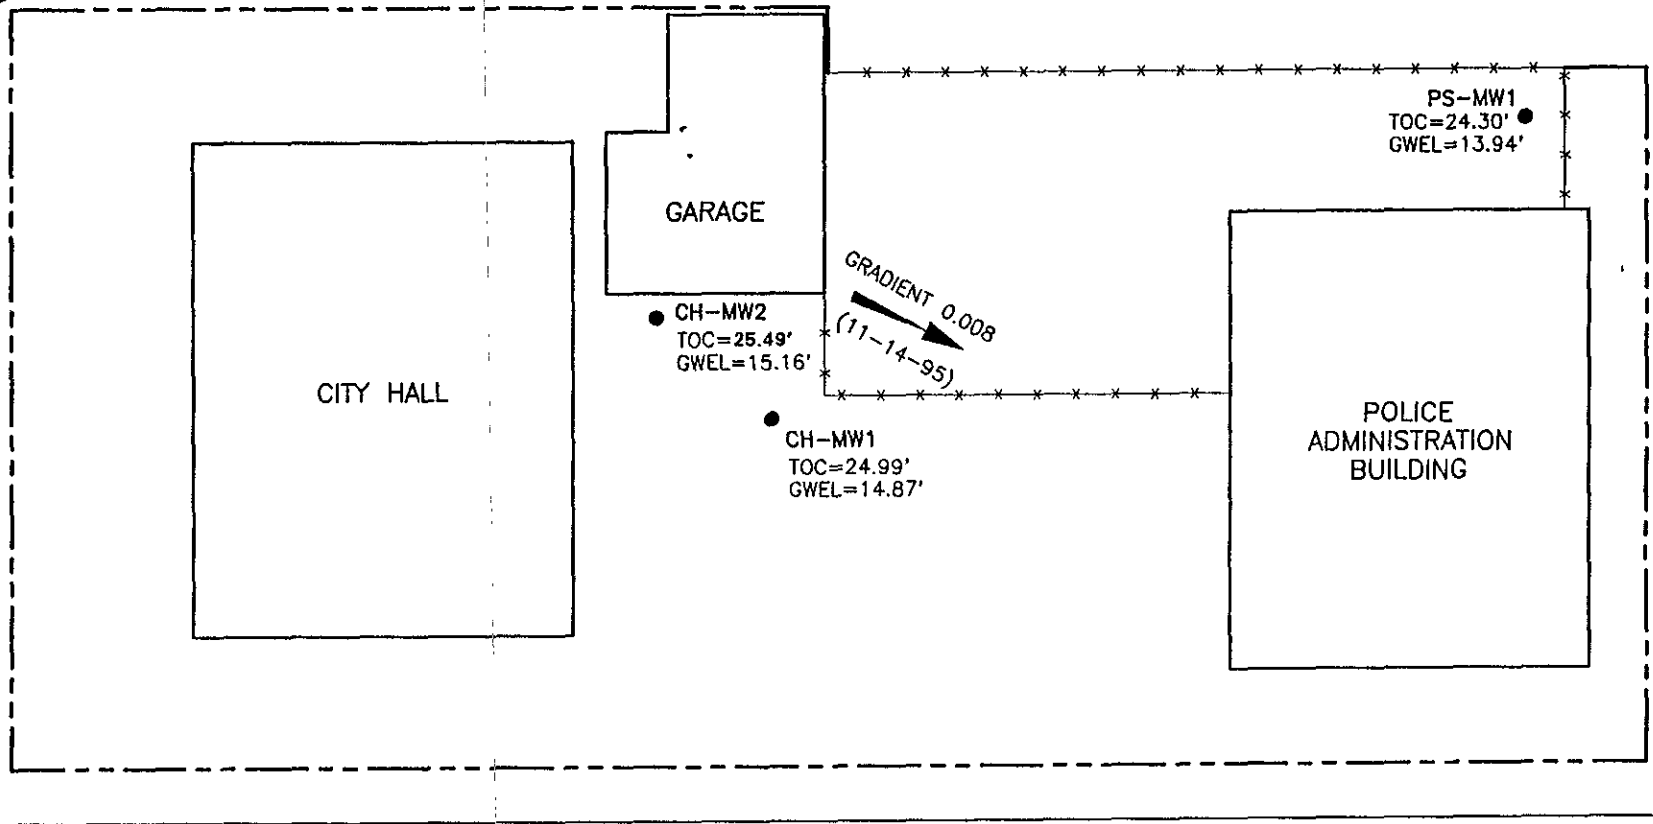 PS-MW1
TOC=24.30'
GWEL=13.94'
GARAGE
GRADIENT 0.008
(11-14-95)
CH-MW2
TOC=25.49'
GWEL=15.16'
CITY HALL
CH-MW1
TOC=24.99'
GWEL=14.87'
POLICE
ADMINISTRATION
BUILDING